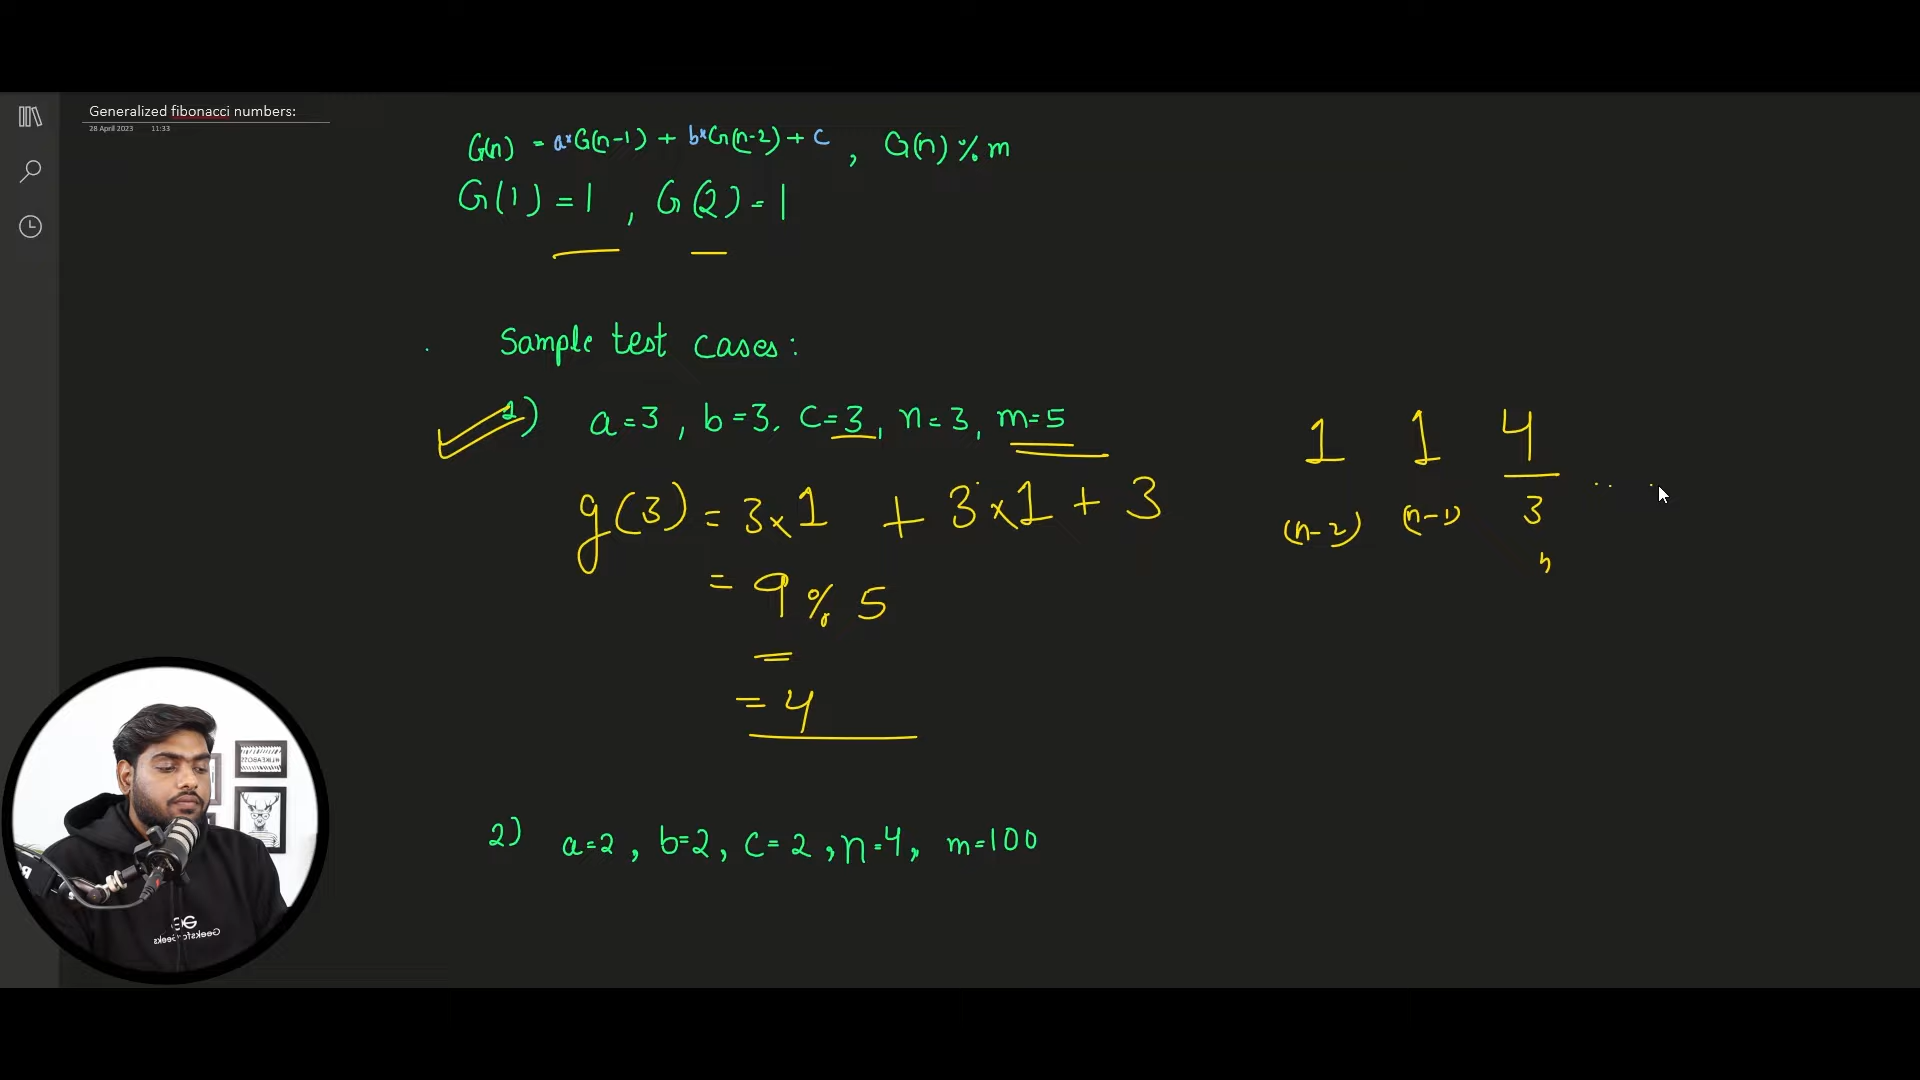 Generalized fibonacci numbers:
28 April 2023 11:33
G(n) = a*G(n-1) + b*G(n-2) + c , G(n) % m
G(1) = 1 , G(2) = 1
Sample test cases:
1) a=3, b=3, c=3, n=3, m=5
1 1 4
g(3) = 3x1 + 3x1 + 3
(n-2) (n-1) 3
n
= 9 % 5
= 4
2) a=2, b=2, c=2, n=4, m=100
#LIKEABOSS
GeeksforGeeks